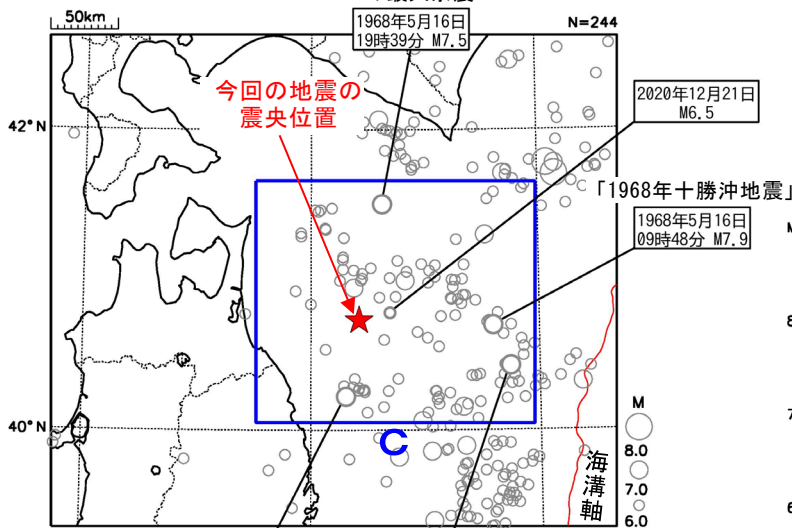 50km
N=244
1968年5月16日
19時39分 M7.5
今回の地震の
震央位置
2020年12月21日
M6.5
42°N
「1968年十勝沖地震」
1968年5月16日
09時48分 M7.9
M
8
40°N
C
海溝軸
M
8.0
7.0
6.0
7
6